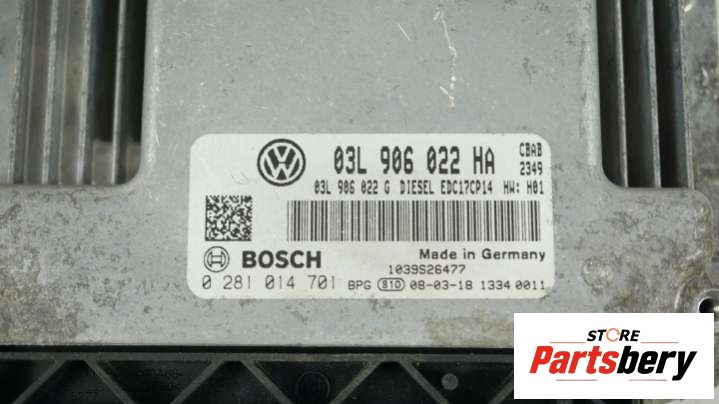 03L 906 022 HA CBAB
2349
03L 906 022 G DIESEL EDC17CP14 HW: H01
BOSCH Made in Germany
1039S26477
0 281 014 701 BPG 810 08-03-18 1334 0011
STORE
Partsbery